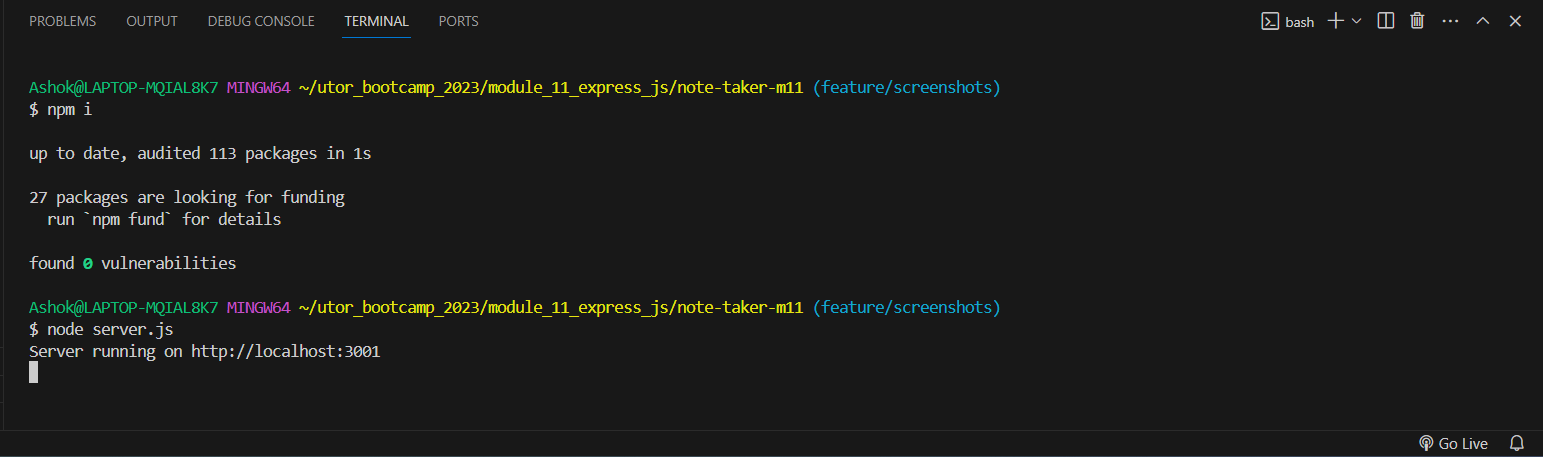 PROBLEMS OUTPUT DEBUG CONSOLE TERMINAL PORTS bash
Ashok@LAPTOP-MQIAL8K7 MINGW64 ~/utor_bootcamp_2023/module_11_express_js/note-taker-m11 (feature/screenshots)
$ npm i
up to date, audited 113 packages in 1s
27 packages are looking for funding
  run `npm fund` for details
found 0 vulnerabilities
Ashok@LAPTOP-MQIAL8K7 MINGW64 ~/utor_bootcamp_2023/module_11_express_js/note-taker-m11 (feature/screenshots)
$ node server.js
Server running on http://localhost:3001
Go Live